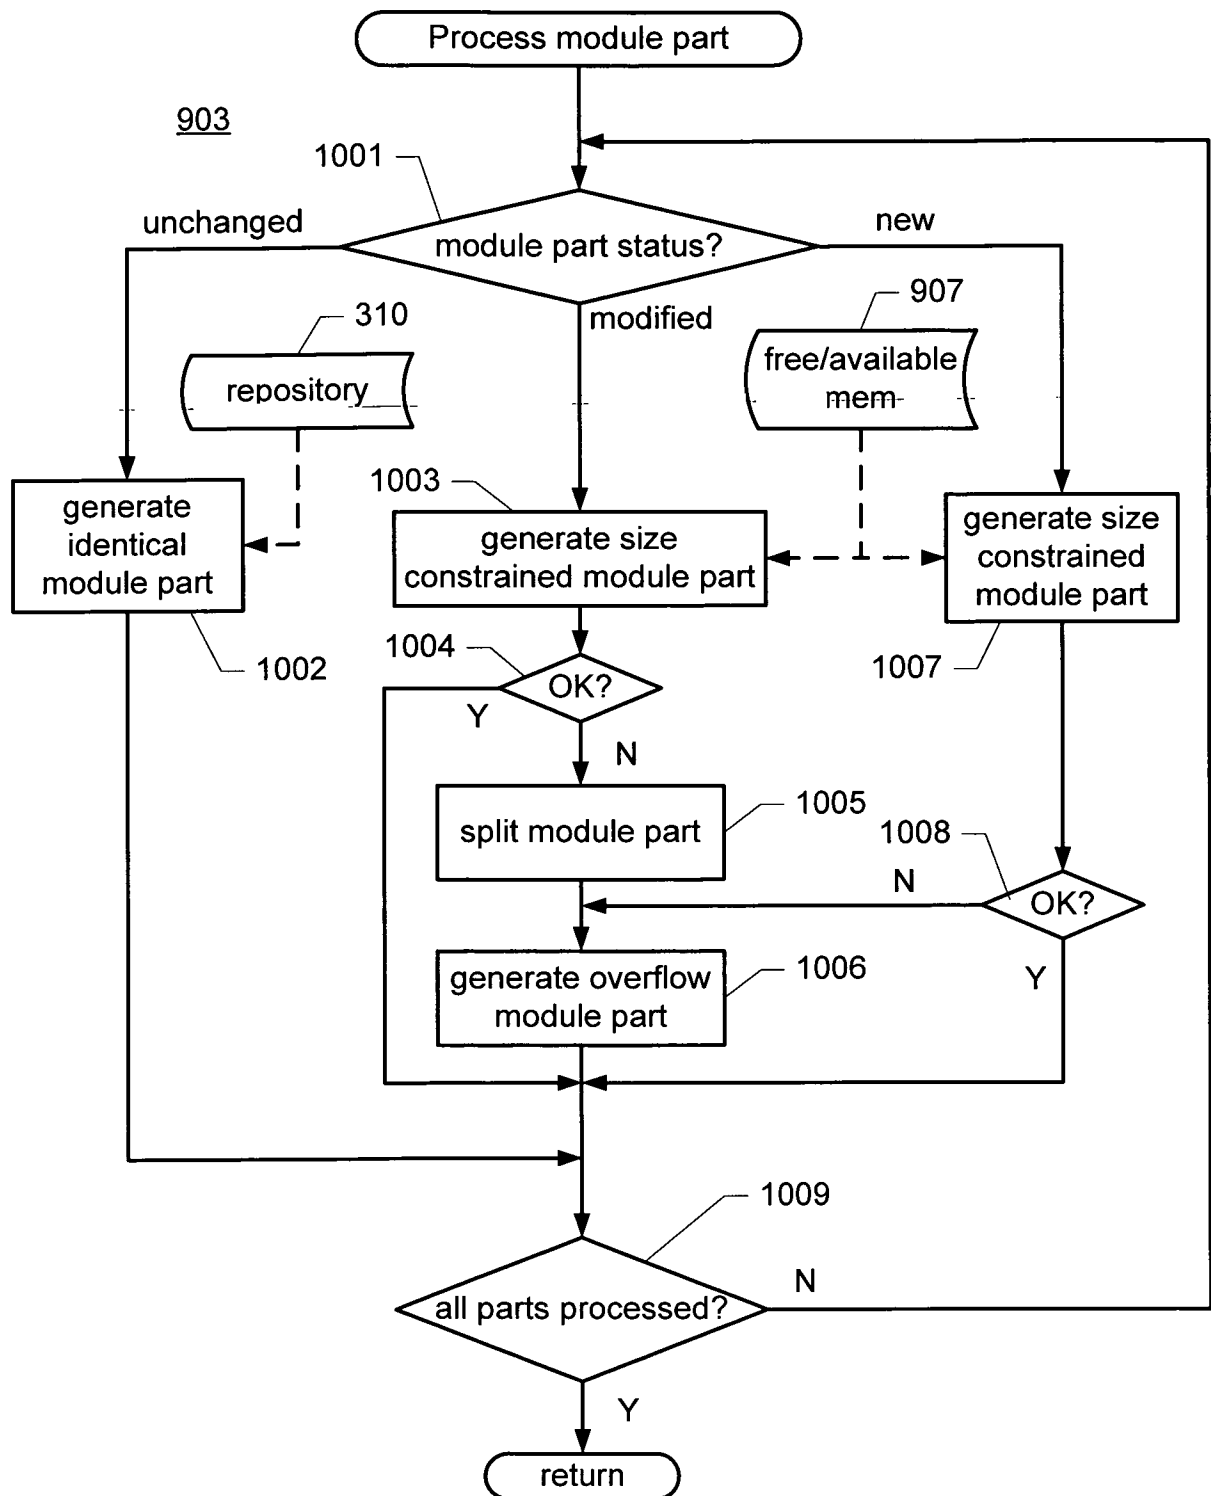 Process module part
903
1001
unchanged
new
module part status?
907
310
modified
free/available
mem
repository
1003
generate
identical
module part
generate size
constrained module part
generate size
constrained
module part
1004
1002
1007
OK?
Y
N
1005
split module part
1008
N
OK?
1006
generate overflow
module part
Y
1009
N
all parts processed?
Y
return